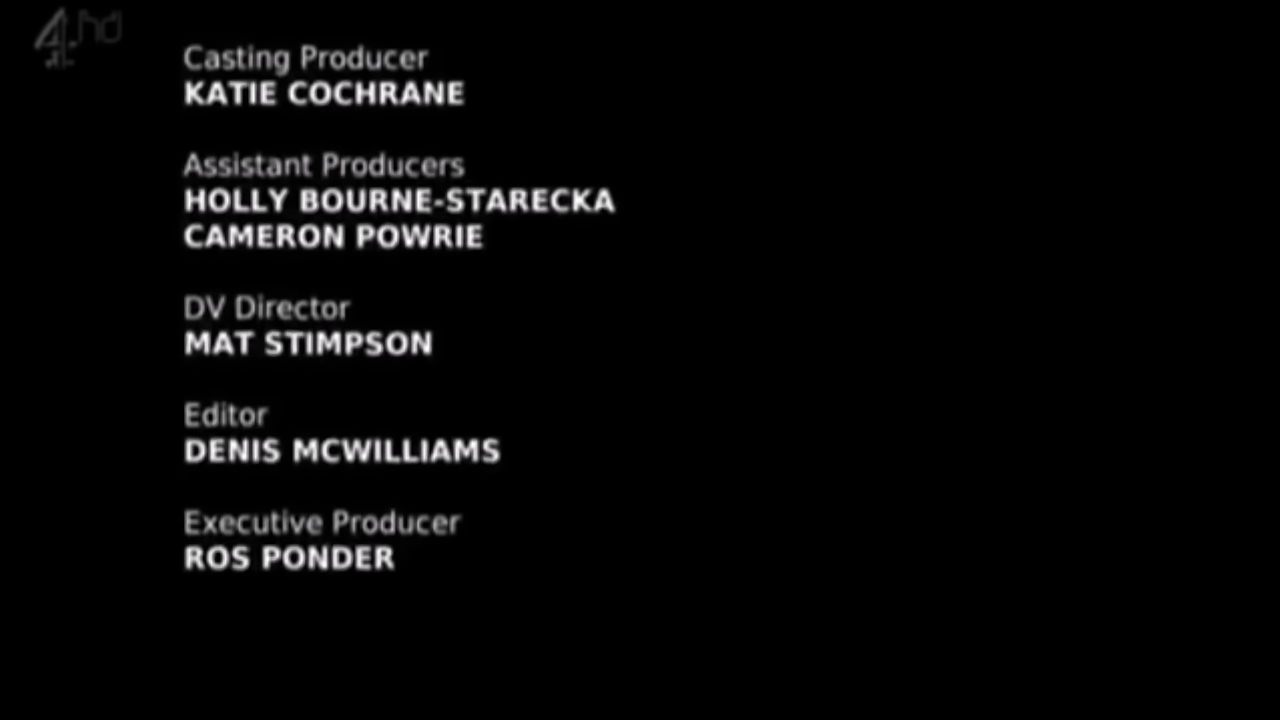 4hd
Casting Producer
KATIE COCHRANE
Assistant Producers
HOLLY BOURNE-STARECKA
CAMERON POWRIE
DV Director
MAT STIMPSON
Editor
DENIS MCWILLIAMS
Executive Producer
ROS PONDER